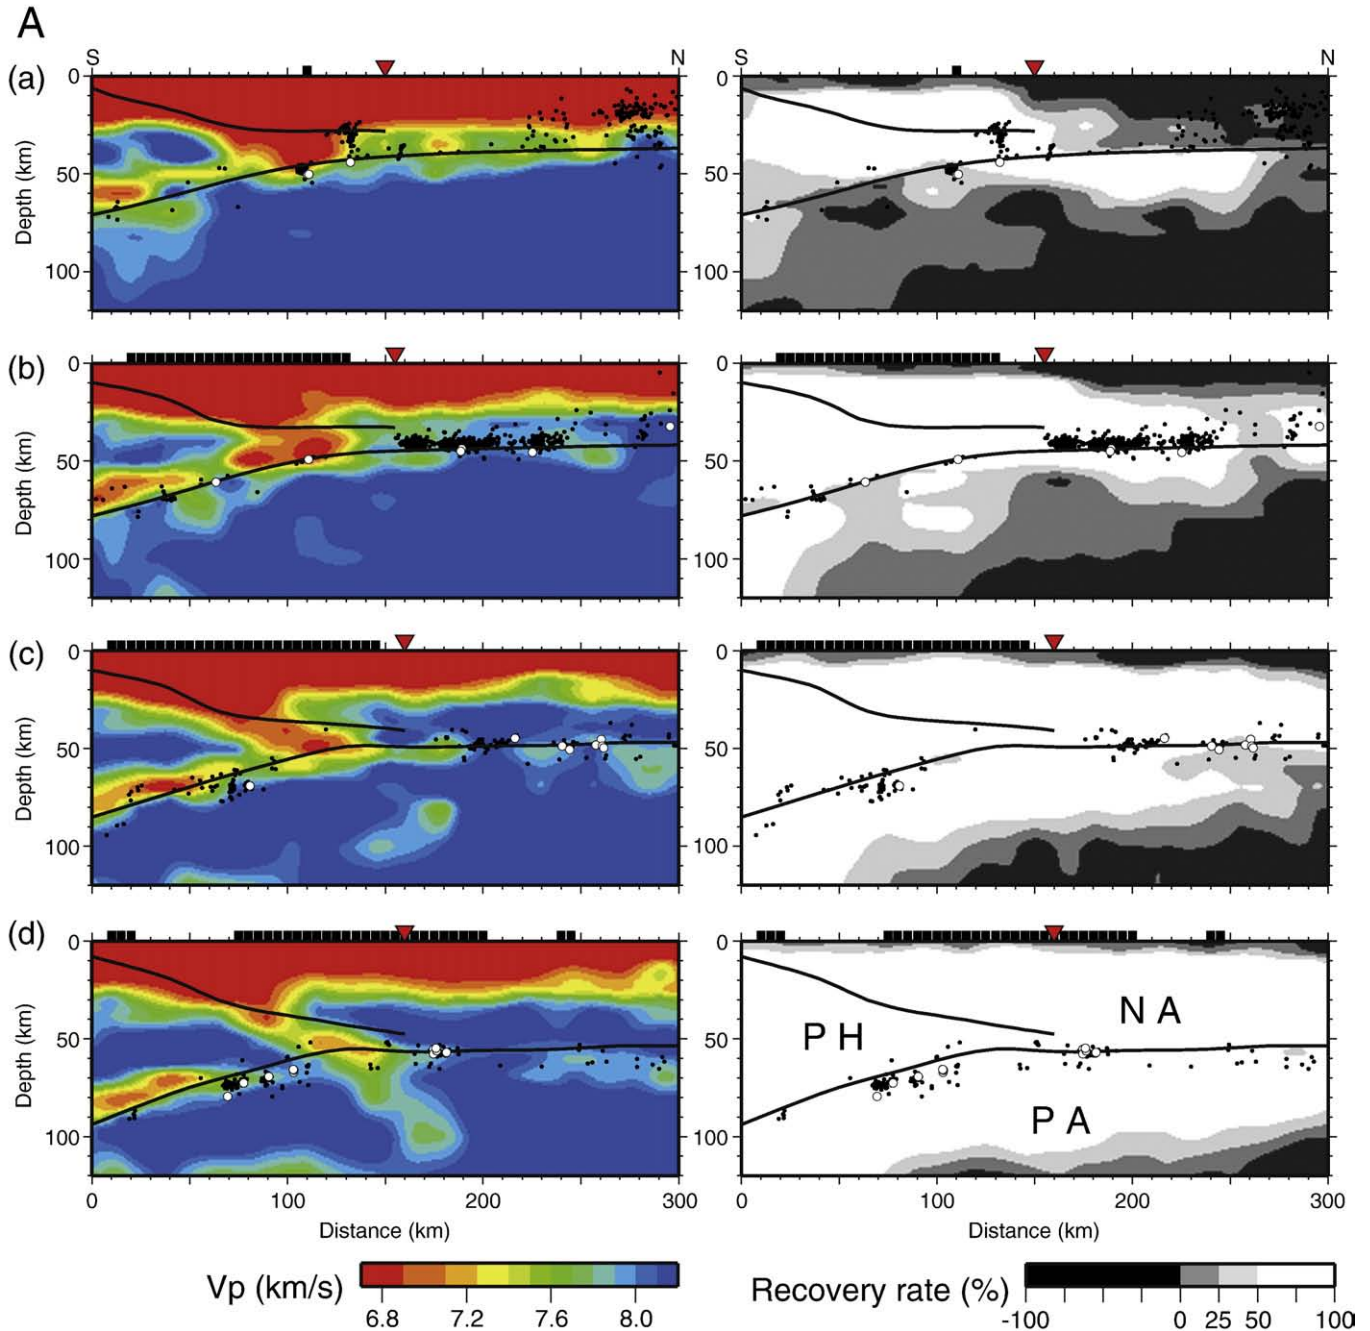 A
S N S N
(a)
0
50
100
Depth (km)
0
50
100
(b)
0
50
100
Depth (km)
0
50
100
(c)
0
50
100
Depth (km)
0
50
100
(d)
0
50
100
Depth (km)
0
50
100
N A
P H
P A
0 100 200 300 0 100 200 300
Distance (km) Distance (km)
Vp (km/s) Recovery rate (%)
6.8 7.2 7.6 8.0 -100 0 25 50 100